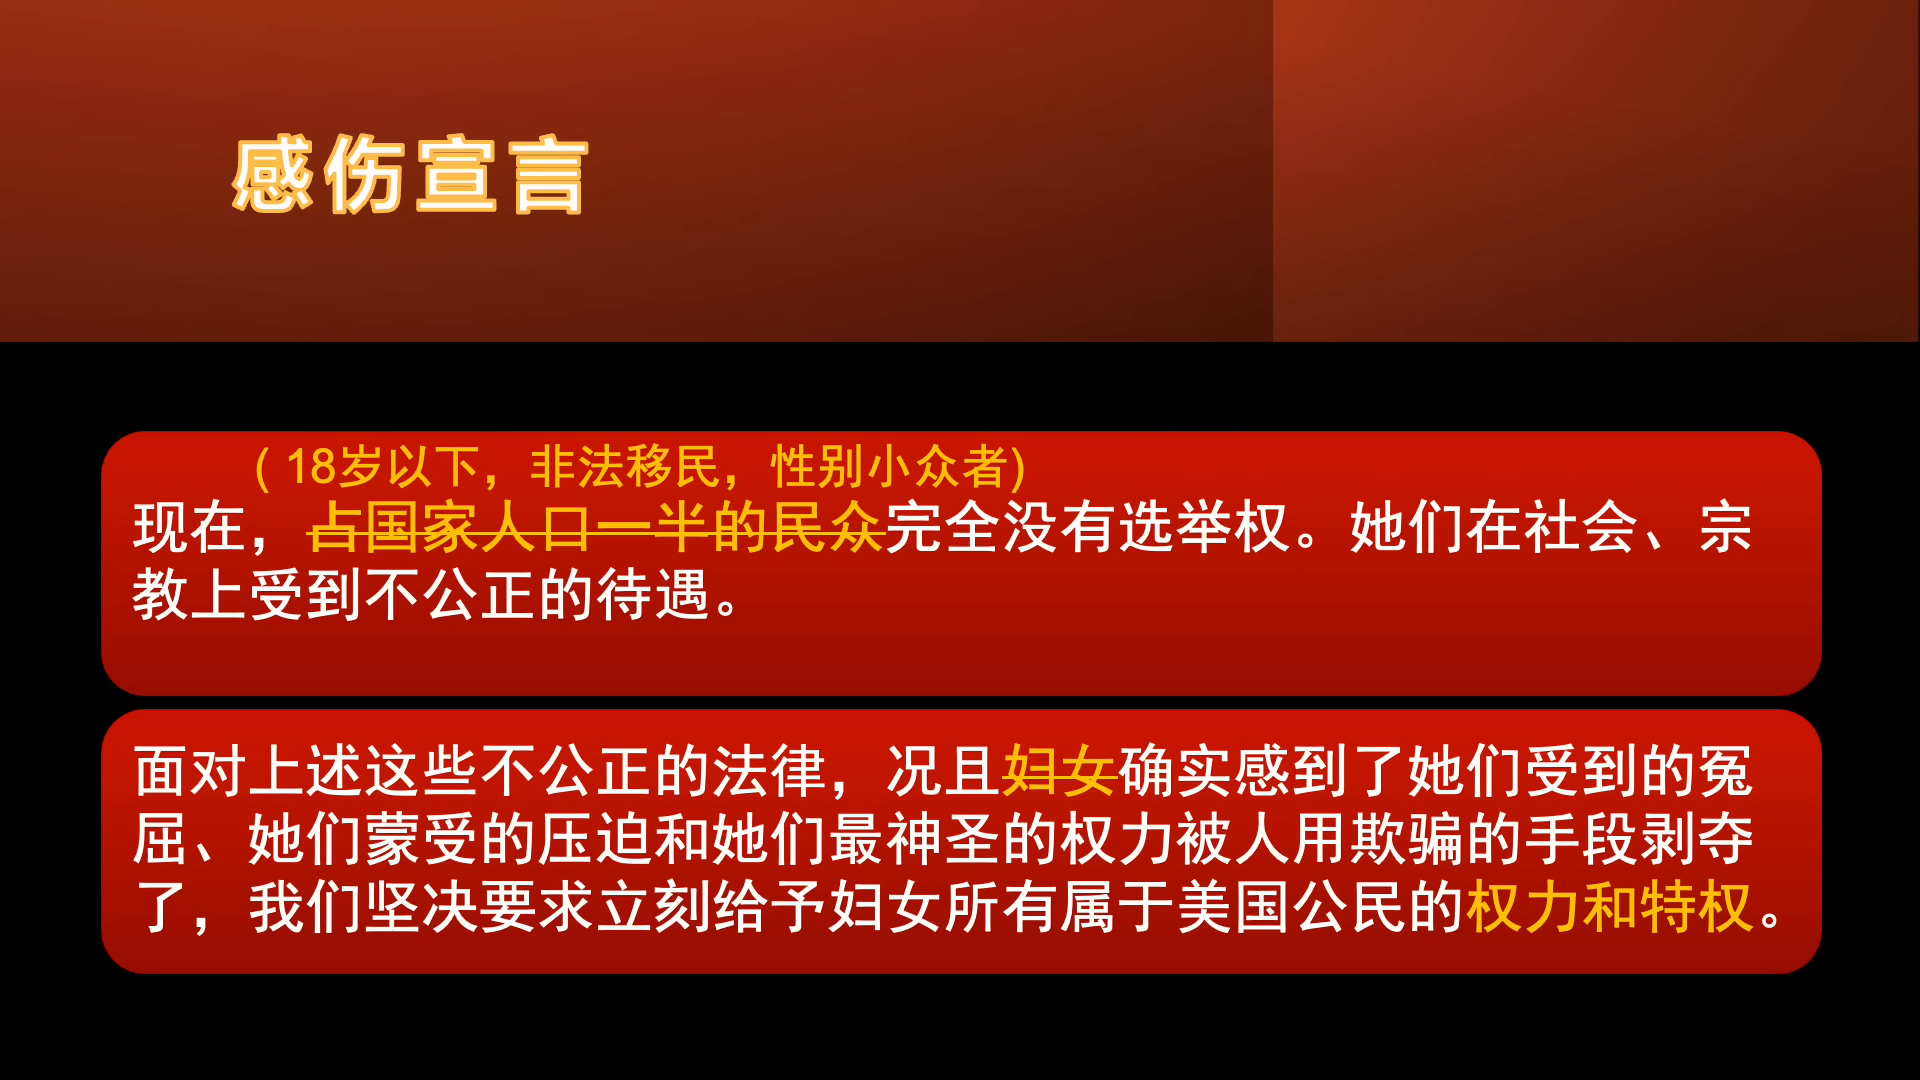 感伤宣言
( 18岁以下，非法移民，性别小众者)
现在，占国家人口一半的民众完全没有选举权。她们在社会、宗
教上受到不公正的待遇。
面对上述这些不公正的法律，况且妇女确实感到了她们受到的冤
屈、她们蒙受的压迫和她们最神圣的权力被人用欺骗的手段剥夺
了，我们坚决要求立刻给予妇女所有属于美国公民的权力和特权。